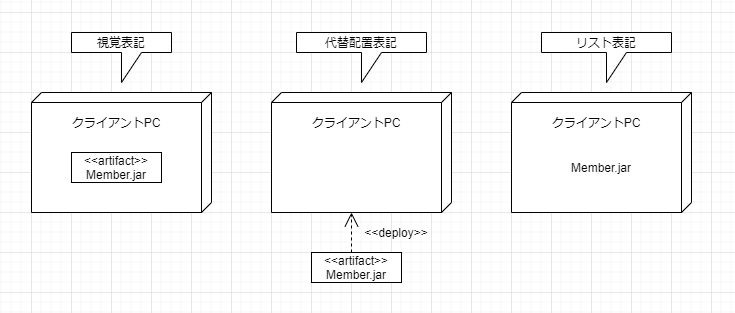 視覚表記
代替配置表記
リスト表記
クライアントPC
<<artifact>>
Member.jar
クライアントPC
<<deploy>>
<<artifact>>
Member.jar
クライアントPC
Member.jar